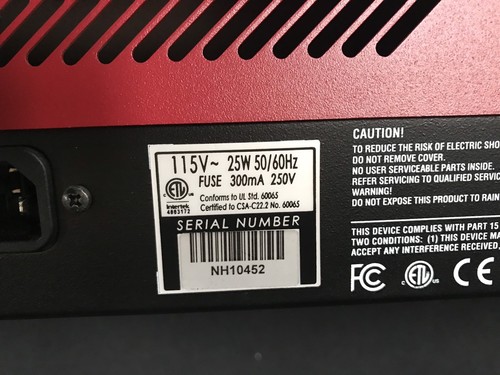 115V~ 25W 50/60Hz
FUSE 300mA 250V
ETL
Intertek
4003172
Conforms to UL Std. 60065
Certified to CSA-C22.2 No. 60065
SERIAL NUMBER
NH10452
CAUTION!
TO REDUCE THE RISK OF ELECTRIC SHO
DO NOT REMOVE COVER.
NO USER SERVICEABLE PARTS INSIDE.
REFER SERVICING TO QUALIFIED SERVIC
WARNING!
DO NOT EXPOSE THIS PRODUCT TO RAIN
THIS DEVICE COMPLIES WITH PART 15
TWO CONDITIONS: (1) THIS DEVICE MA
ACCEPT ANY INTERFERENCE RECEIVED,
FC ETL CE